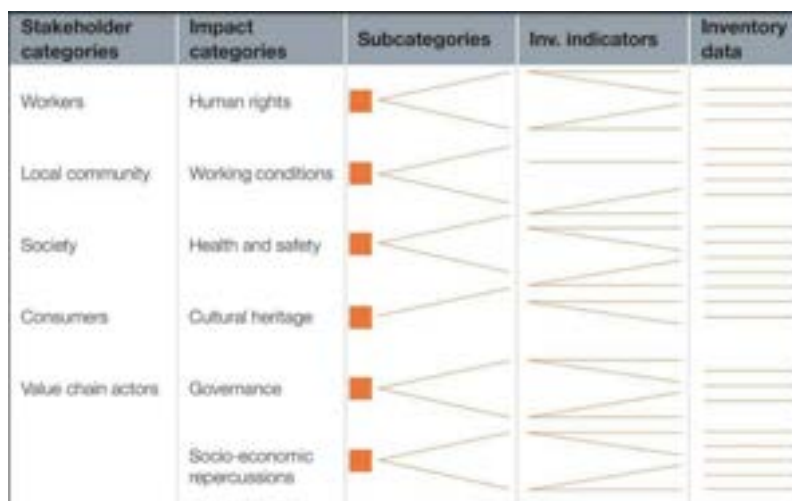 Stakeholder categories
Impact categories
Subcategories
Inv. indicators
Inventory data
Workers
Human rights
Local community
Working conditions
Society
Health and safety
Consumers
Cultural heritage
Value chain actors
Governance
Socio-economic
repercussions